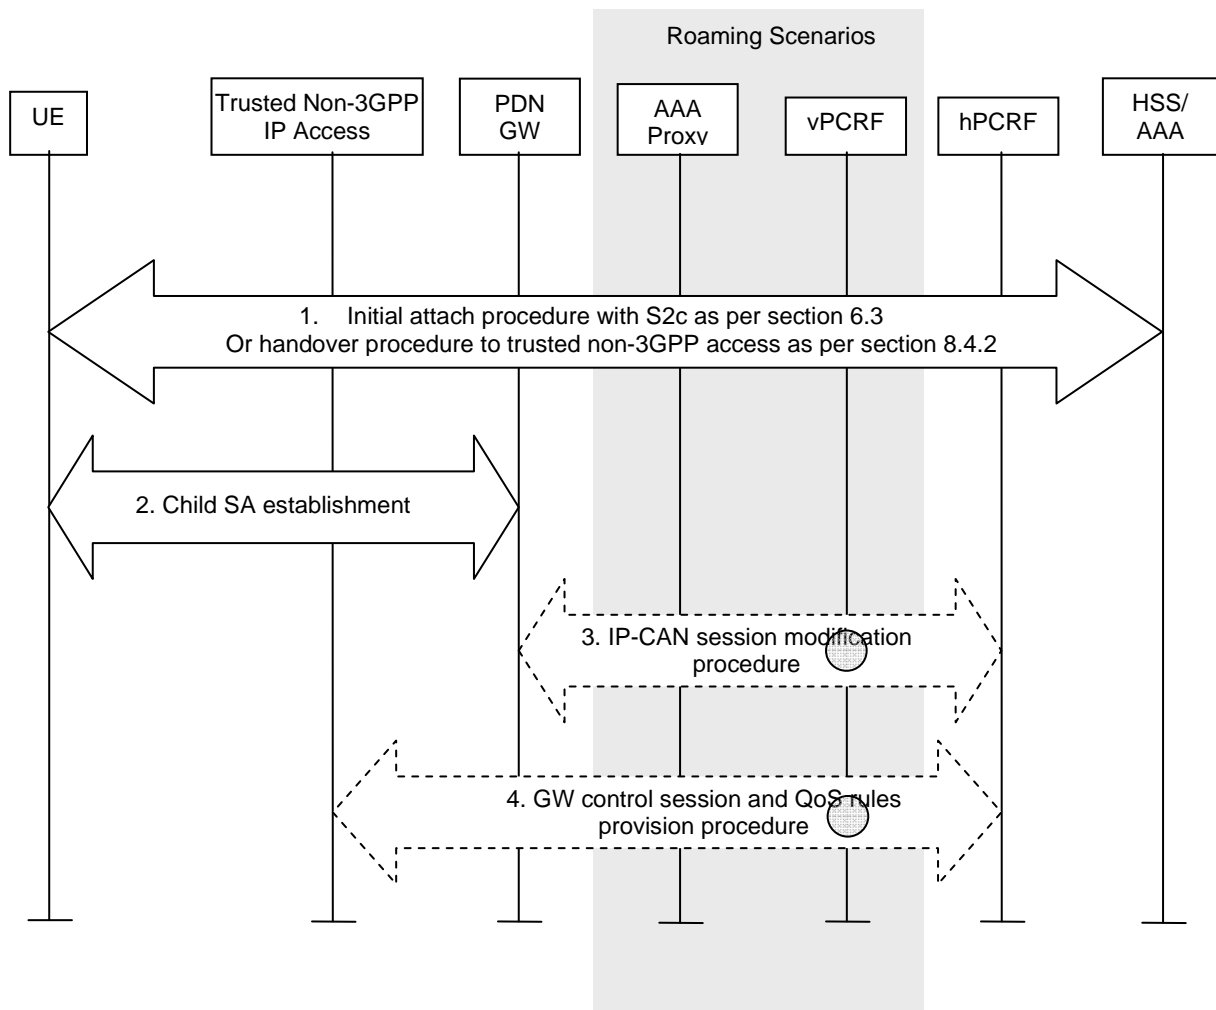 Roaming Scenarios
UE
Trusted Non-3GPP
IP Access
PDN
GW
AAA
Proxy
vPCRF
hPCRF
HSS/
AAA
1. Initial attach procedure with S2c as per section 6.3
Or handover procedure to trusted non-3GPP access as per section 8.4.2
2. Child SA establishment
3. IP-CAN session modification
procedure
4. GW control session and QoS rules
provision procedure